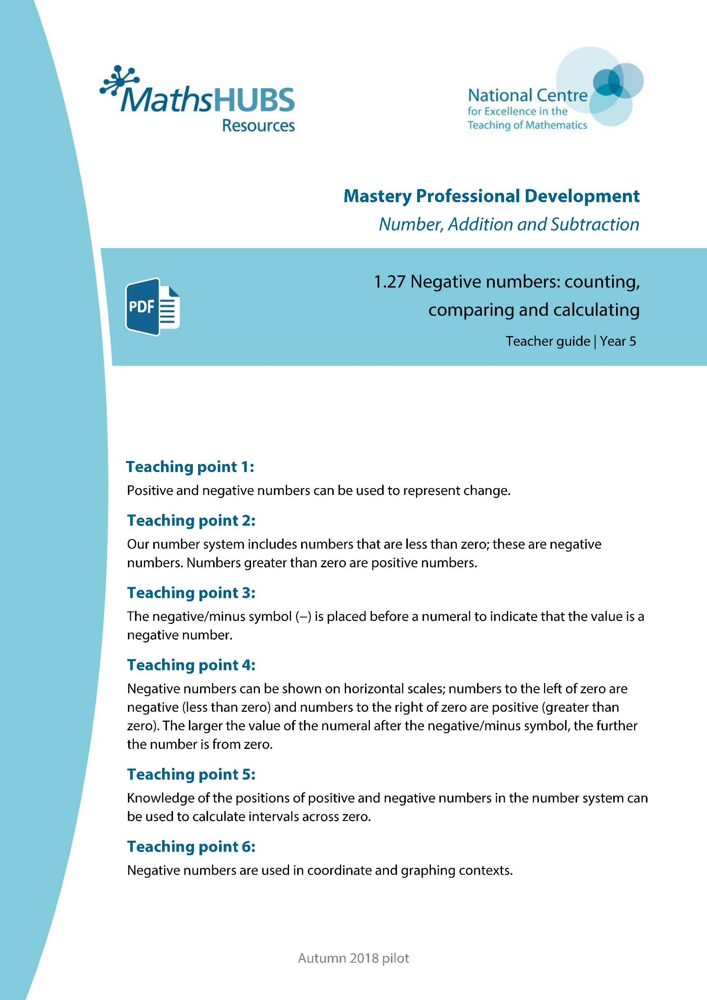 MathsHUBS
Resources
National Centre
for Excellence in the
Teaching of Mathematics
Mastery Professional Development
Number, Addition and Subtraction
PDF
1.27 Negative numbers: counting,
comparing and calculating
Teacher guide | Year 5
Teaching point 1:
Positive and negative numbers can be used to represent change.
Teaching point 2:
Our number system includes numbers that are less than zero; these are negative
numbers. Numbers greater than zero are positive numbers.
Teaching point 3:
The negative/minus symbol (–) is placed before a numeral to indicate that the value is a
negative number.
Teaching point 4:
Negative numbers can be shown on horizontal scales; numbers to the left of zero are
negative (less than zero) and numbers to the right of zero are positive (greater than
zero). The larger the value of the numeral after the negative/minus symbol, the further
the number is from zero.
Teaching point 5:
Knowledge of the positions of positive and negative numbers in the number system can
be used to calculate intervals across zero.
Teaching point 6:
Negative numbers are used in coordinate and graphing contexts.
Autumn 2018 pilot